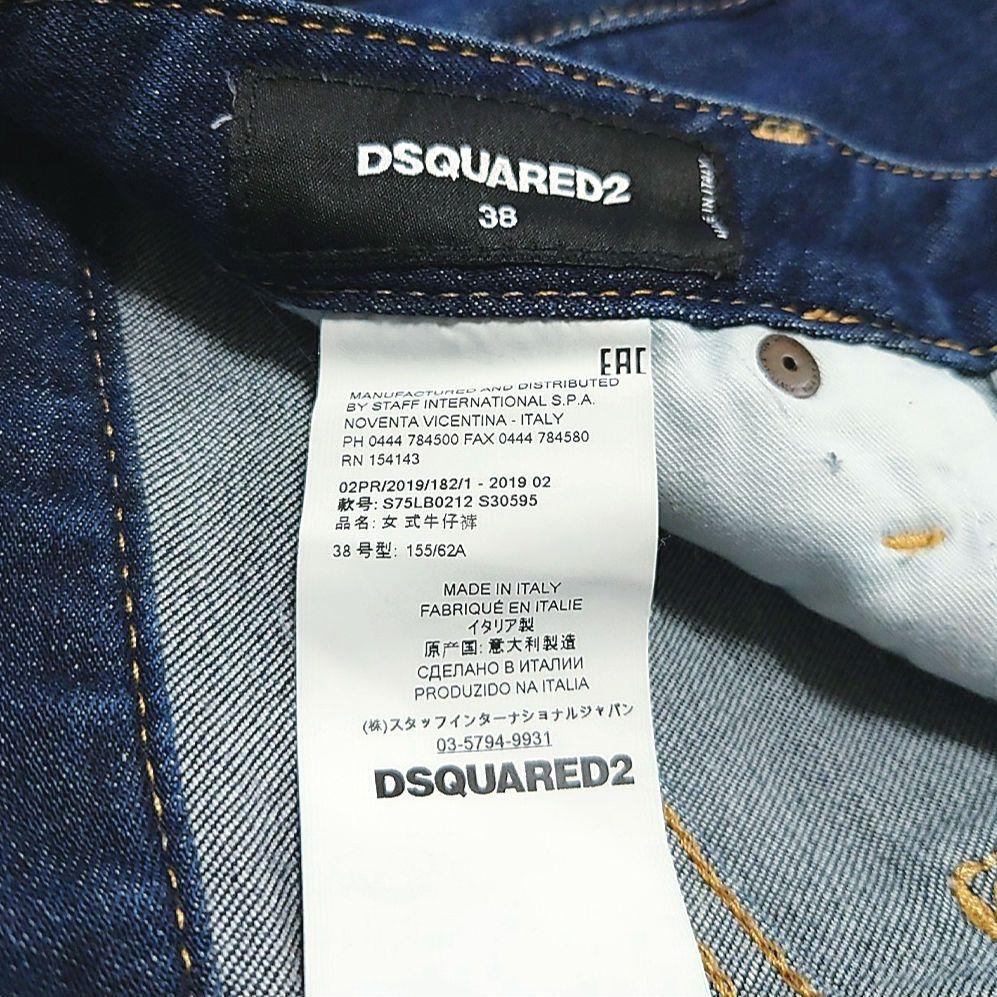 DSQUARED2
38
MADE IN ITALY
EAC
MANUFACTURED AND DISTRIBUTED
BY STAFF INTERNATIONAL S.P.A.
NOVENTA VICENTINA - ITALY
PH 0444 784500 FAX 0444 784580
RN 154143
02PR/2019/182/1 - 2019 02
款号: S75LB0212 S30595
品名: 女 式牛仔裤
38 号型: 155/62A
MADE IN ITALY
FABRIQUÉ EN ITALIE
イタリア製
原产国: 意大利製造
СДЕЛАНО В ИТАЛИИ
PRODUZIDO NA ITALIA
(株)スタッフインターナショナルジャパン
03-5794-9931
DSQUARED2